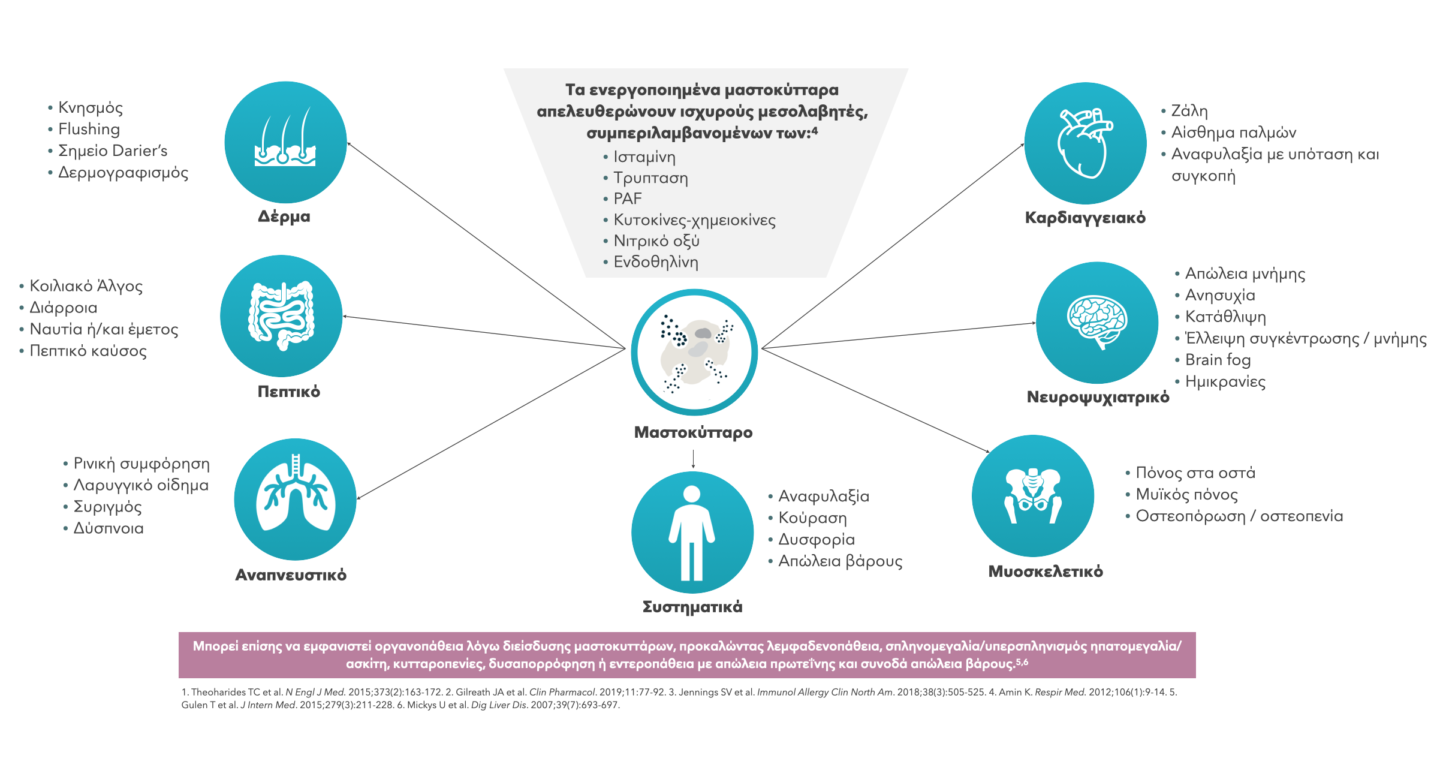 Τα ενεργοποιημένα μαστοκύτταρα
απελευθερώνουν ισχυρούς μεσολαβητές,
συμπεριλαμβανομένων των:4
• Ισταμίνη
• Τρυπταση
• PAF
• Κυτοκίνες-χημειοκίνες
• Νιτρικό οξύ
• Ενδοθηλίνη
• Κνησμός
• Flushing
• Σημείο Darier’s
• Δερμογραφισμός
Δέρμα
• Κοιλιακό Άλγος
• Διάρροια
• Ναυτία ή/και έμετος
• Πεπτικό καύσος
Πεπτικό
• Ρινική συμφόρηση
• Λαρυγγικό οίδημα
• Συριγμός
• Δύσπνοια
Αναπνευστικό
Μαστοκύτταρο
• Αναφυλαξία
• Κούραση
• Δυσφορία
• Απώλεια βάρους
Συστηματικά
• Ζάλη
• Αίσθημα παλμών
• Αναφυλαξία με υπόταση και
συγκοπή
Καρδιαγγειακό
• Απώλεια μνήμης
• Ανησυχία
• Κατάθλιψη
• Έλλειψη συγκέντρωσης / μνήμης
• Brain fog
• Ημικρανίες
Νευροψυχιατρικό
• Πόνος στα οστά
• Μυϊκός πόνος
• Οστεοπόρωση / οστεοπενία
Μυοσκελετικό
Μπορεί επίσης να εμφανιστεί οργανοπάθεια λόγω διείσδυσης μαστοκυττάρων, προκαλώντας λεμφαδενοπάθεια, σπληνομεγαλία/υπερσπληνισμός ηπατομεγαλία/
ασκίτη, κυτταροπενίες, δυσαπορρόφηση ή εντεροπάθεια με απώλεια πρωτεΐνης και συνοδά απώλεια βάρους.5,6
1. Theoharides TC et al. N Engl J Med. 2015;373(2):163-172. 2. Gilreath JA et al. Clin Pharmacol. 2019;11:77-92. 3. Jennings SV et al. Immunol Allergy Clin North Am. 2018;38(3):505-525. 4. Amin K. Respir Med. 2012;106(1):9-14. 5.
Gulen T et al. J Intern Med. 2015;279(3):211-228. 6. Mickys U et al. Dig Liver Dis. 2007;39(7):693-697.